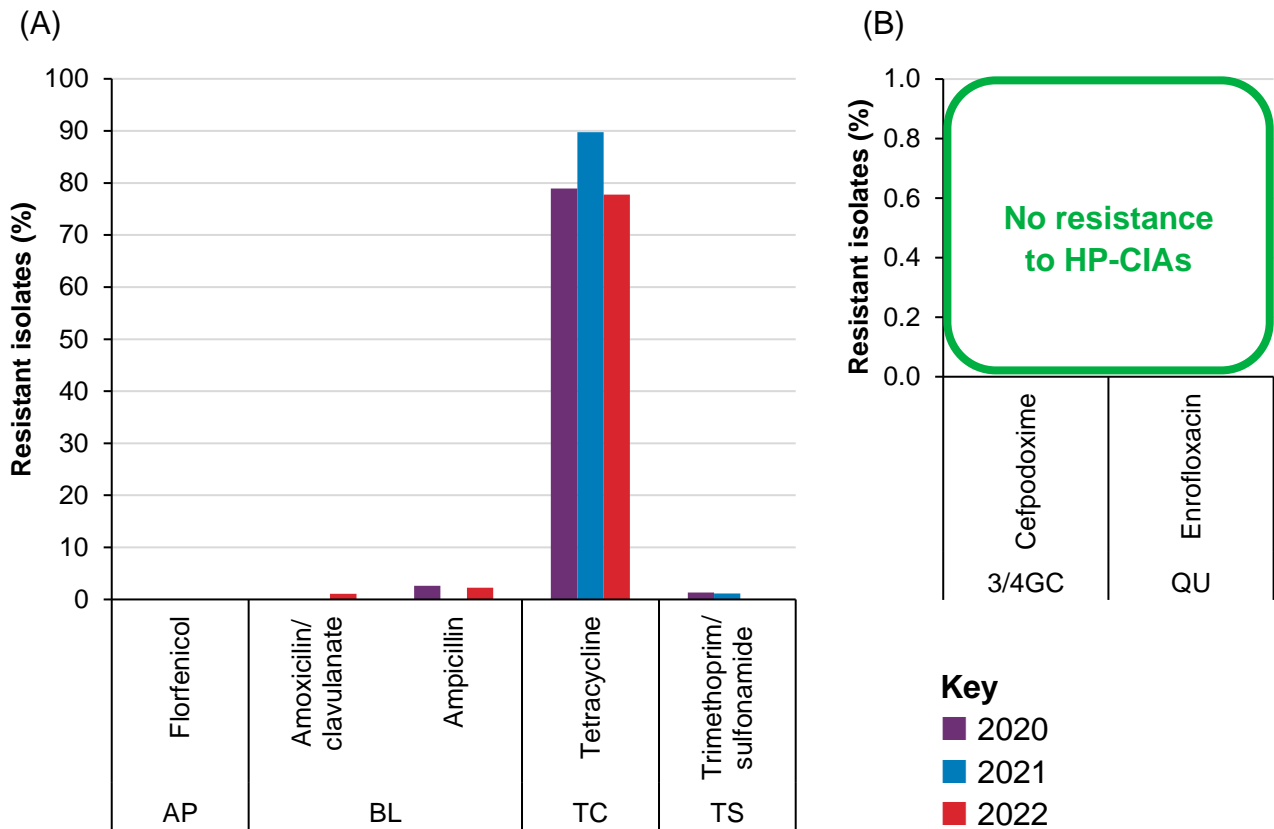 (A)
Resistant isolates (%)
100
90
80
70
60
50
40
30
20
10
0
Florfenicol
Amoxicilin/
clavulanate
Ampicillin
Tetracycline
Trimethoprim/
sulfonamide
AP
BL
TC
TS
(B)
Resistant isolates (%)
1.0
0.8
0.6
0.4
0.2
0.0
No resistance
to HP-CIAs
Cefpodoxime
Enrofloxacin
3/4GC
QU
Key
2020
2021
2022